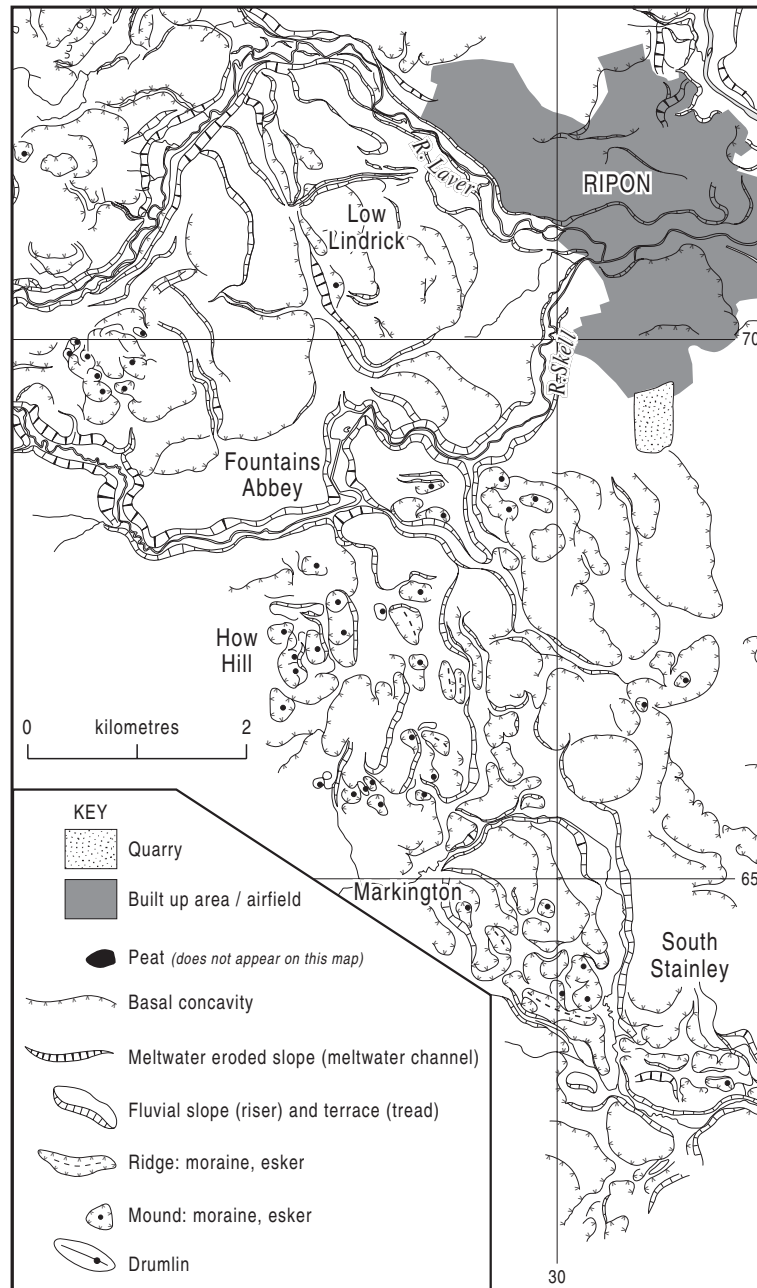 R. Laver
RIPON
Low
Lindrick
70
R. Skell
Fountains
Abbey
How
Hill
0 kilometres 2
KEY
Quarry
Built up area / airfield
Peat (does not appear on this map)
Basal concavity
Meltwater eroded slope (meltwater channel)
Fluvial slope (riser) and terrace (tread)
Ridge: moraine, esker
Mound: moraine, esker
Drumlin
Markington
65
South
Stainley
30